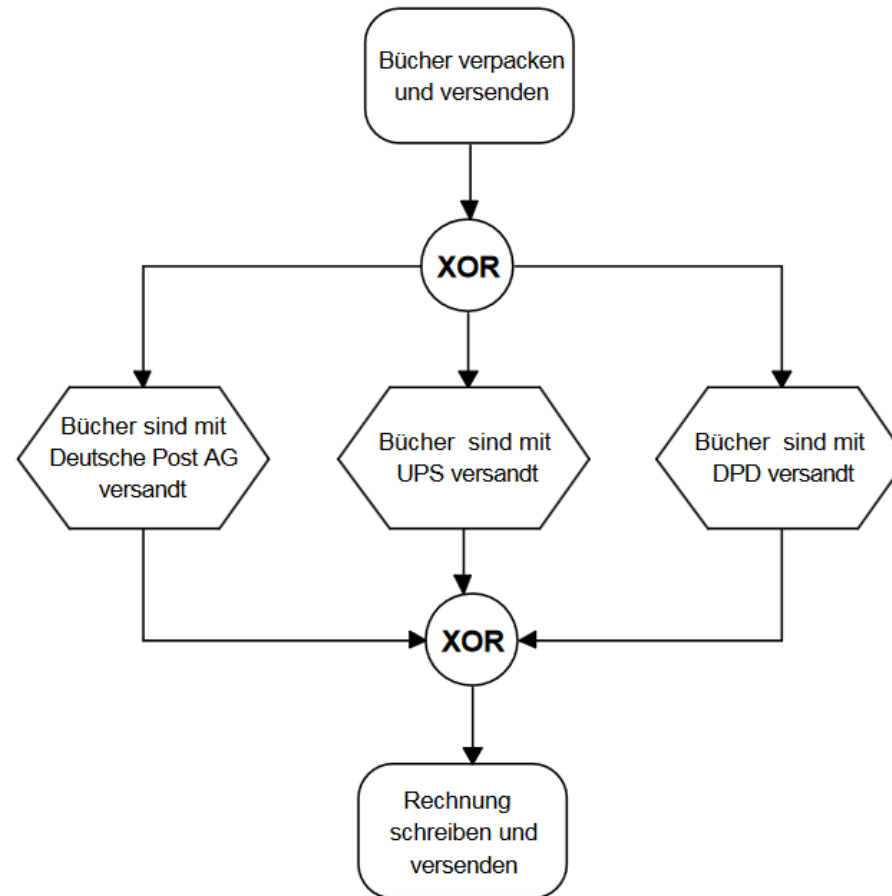 Bücher verpacken
und versenden
XOR
Bücher sind mit
Deutsche Post AG
versandt
Bücher sind mit
UPS versandt
Bücher sind mit
DPD versandt
XOR
Rechnung
schreiben und
versenden